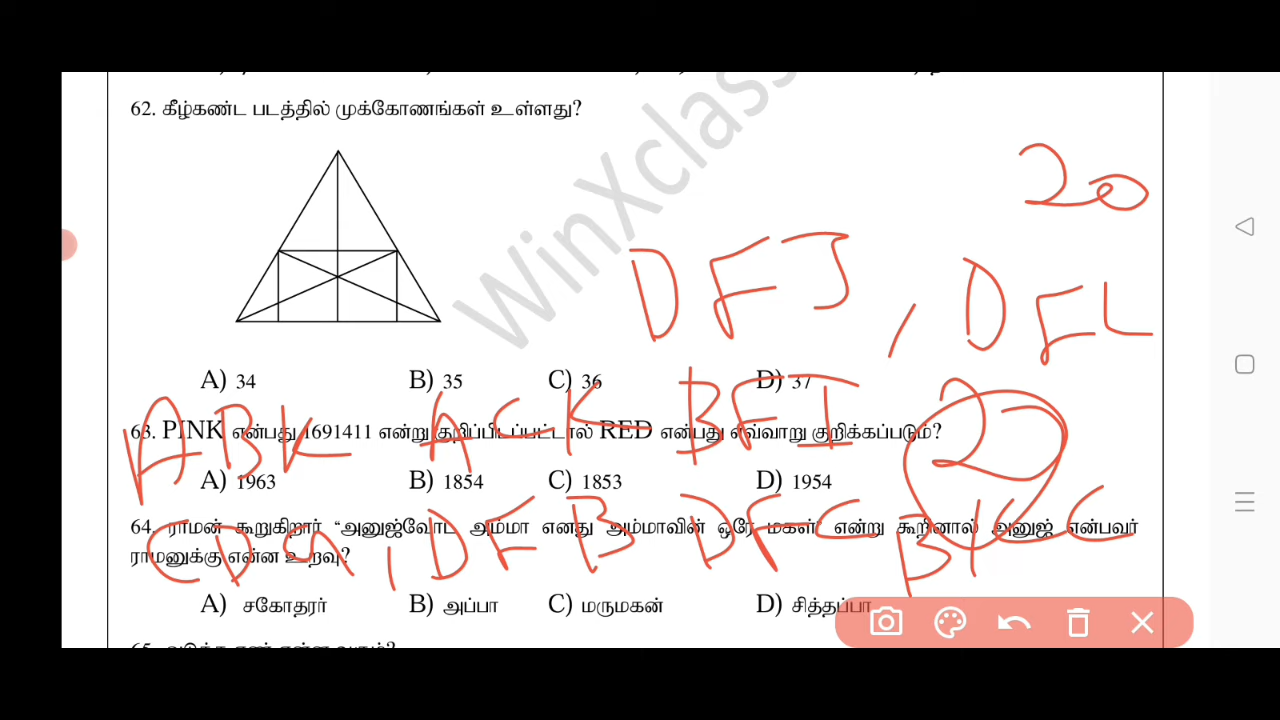 62. கீழ்கண்ட படத்தில் முக்கோணங்கள் உள்ளது?
WinXclass
20
DFJ, DFL
A) 34 B) 35 C) 36 D) 37
ABK ACK BFI 22
63. PINK என்பது 1691411 என்று குறிப்பிடப்பட்டால் RED என்பது எவ்வாறு குறிக்கப்படும்?
A) 1963 B) 1854 C) 1853 D) 1954
64. ராமன் கூறுகிறார் "அனுஜ்வோட அம்மா எனது அம்மாவின் ஒரே மகள்" என்று கூறினால் அனுஜ் என்பவர்
DFB DFC BKC
ராமனுக்கு என்ன உறவு?
A) சகோதரர் B) அப்பா C) மருமகன் D) சித்தப்பா